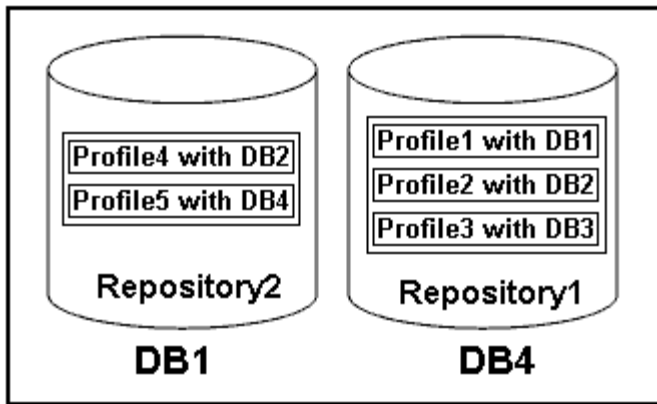 Profile4 with DB2
Profile5 with DB4
Repository2
DB1
Profile1 with DB1
Profile2 with DB2
Profile3 with DB3
Repository1
DB4